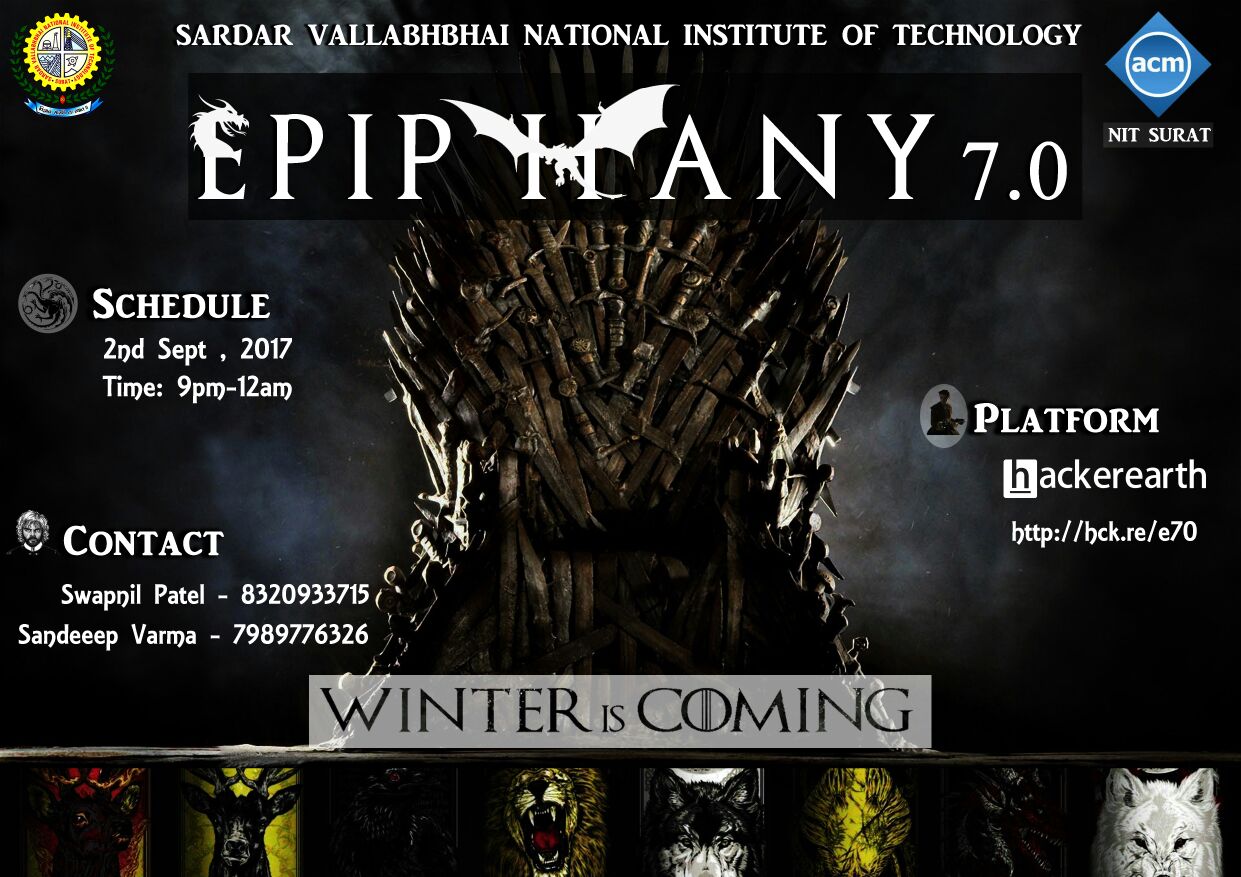 SARDAR VALLABHBHAI NATIONAL INSTITUTE OF TECHNOLOGY
acm
NIT SURAT
EPIPHANY 7.0
SCHEDULE
2nd Sept , 2017
Time: 9pm-12am
PLATFORM
hackerearth
http://hck.re/e70
CONTACT
Swapnil Patel - 8320933715
Sandeeep Varma - 7989776326
WINTER IS COMING